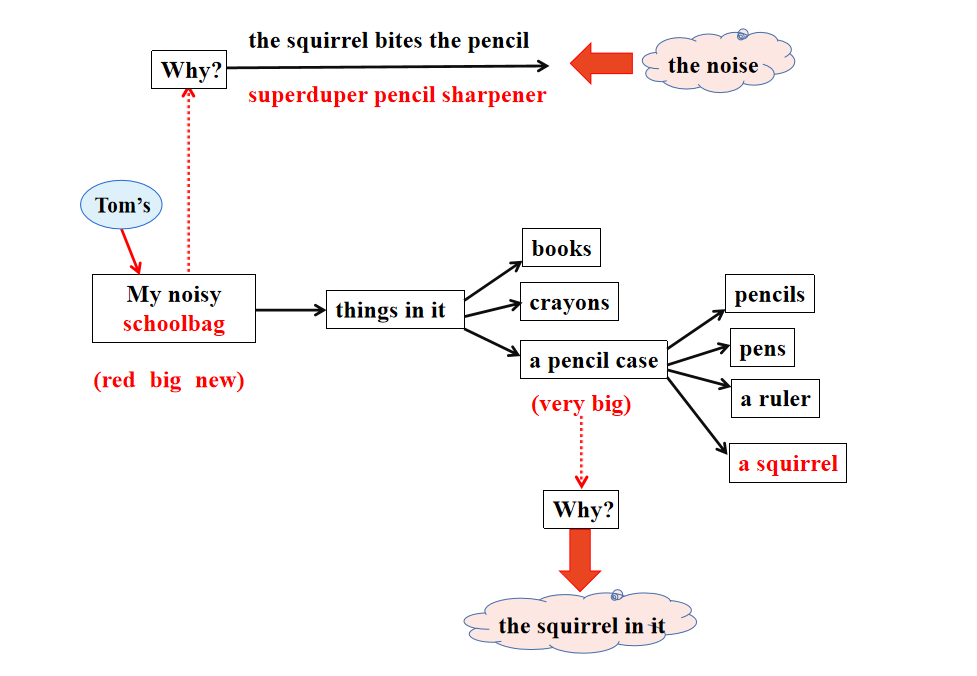 the squirrel bites the pencil
Why?
the noise
superduper pencil sharpener
Tom's
books
My noisy
schoolbag
things in it
crayons
pencils
pens
a pencil case
(red big new)
(very big)
a ruler
a squirrel
Why?
the squirrel in it